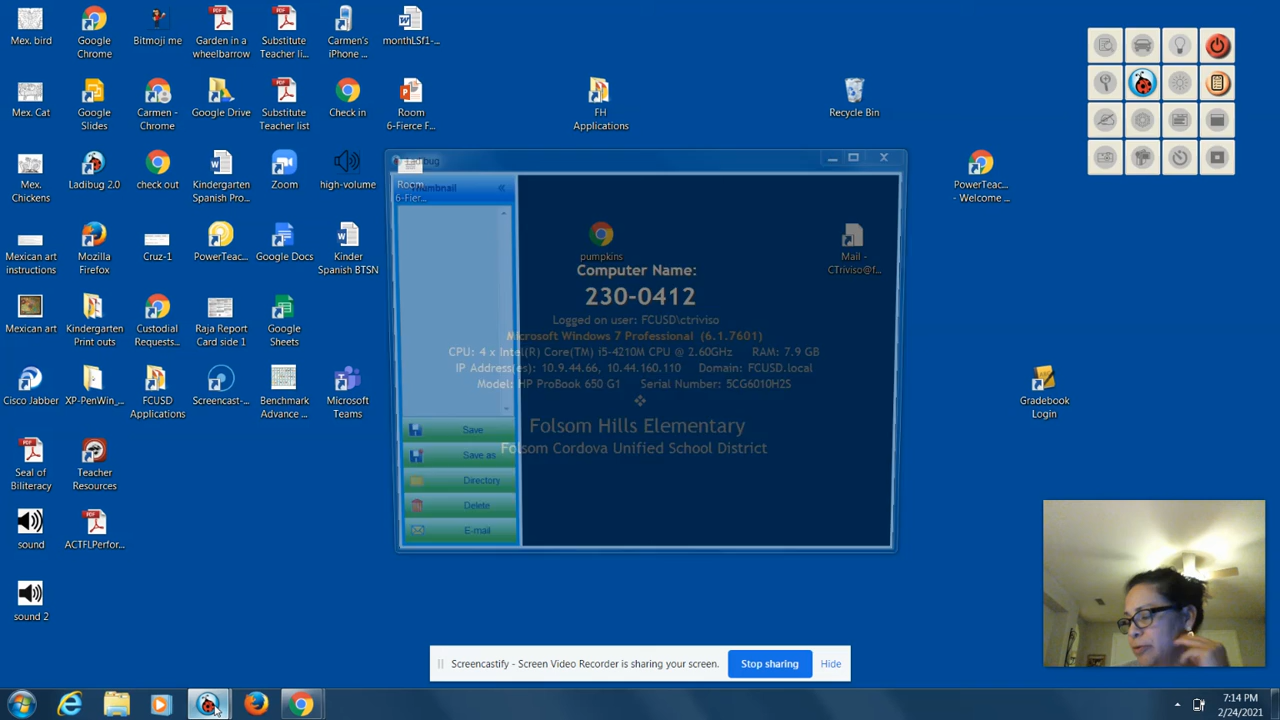 Mex. bird
Google
Chrome
Bitmoji me
Garden in a
wheelbarrow
Substitute
Teacher li...
Carmen's
iPhone ...
monthLSf1-...
Mex. Cat
Google
Slides
Carmen -
Chrome
Google Drive
Substitute
Teacher list
Check in
Room
6-Fierce F...
FH
Applications
Recycle Bin
Mex.
Chickens
Ladibug 2.0
check out
Kindergarten
Spanish Pro...
Zoom
high-volume
Room
6-Fier...
PowerTeac...
- Welcome ...
Ladibug
Thumbnail
«
Mexican art
instructions
Mozilla
Firefox
Cruz-1
PowerTeac...
Google Docs
Kinder
Spanish BTSN
pumpkins
Mail -
CTriviso@f...
Computer Name:
230-0412
Logged on user: FCUSD\ctriviso
Microsoft Windows 7 Professional (6.1.7601)
CPU: 4 x Intel(R) Core(TM) i5-4210M CPU @ 2.60GHz RAM: 7.9 GB
IP Address(es): 10.9.44.66, 10.44.160.110 Domain: FCUSD.local
Model: HP ProBook 650 G1 Serial Number: 5CG6010H2S
Folsom Hills Elementary
Folsom Cordova Unified School District
Mexican art
Kindergarten
Print outs
Custodial
Requests...
Raja Report
Card side 1
Google
Sheets
Cisco Jabber
XP-PenWin_...
FCUSD
Applications
Screencast-...
Benchmark
Advance ...
Microsoft
Teams
Gradebook
Login
Save
Save as
Directory
Delete
E-mail
Seal of
Biliteracy
Teacher
Resources
sound
ACTFLPerfor...
sound 2
Screencastify - Screen Video Recorder is sharing your screen.
Stop sharing
Hide
7:14 PM
2/24/2021